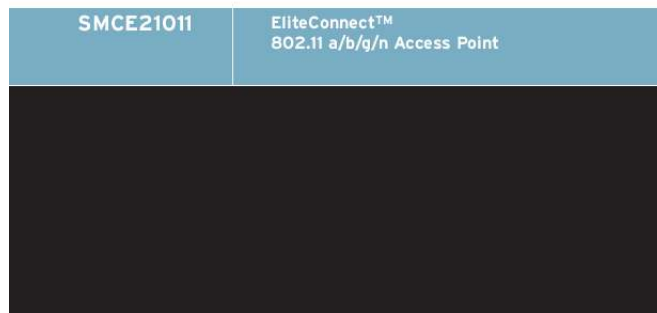 SMCE21011
EliteConnect™
802.11 a/b/g/n Access Point